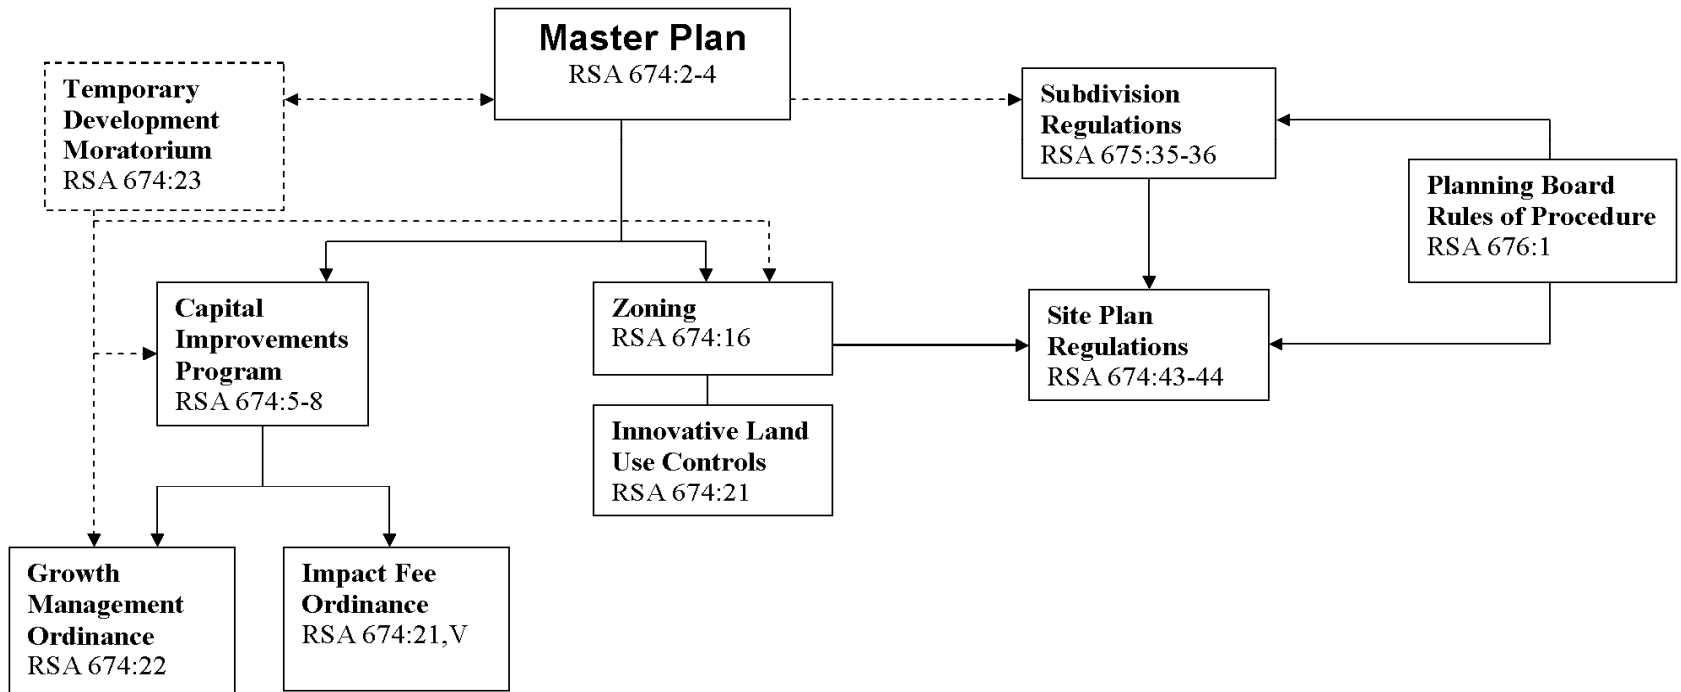 Master Plan
RSA 674:2-4
Temporary
Development
Moratorium
RSA 674:23
Subdivision
Regulations
RSA 675:35-36
Planning Board
Rules of Procedure
RSA 676:1
Capital
Improvements
Program
RSA 674:5-8
Zoning
RSA 674:16
Site Plan
Regulations
RSA 674:43-44
Innovative Land
Use Controls
RSA 674:21
Growth
Management
Ordinance
RSA 674:22
Impact Fee
Ordinance
RSA 674:21,V